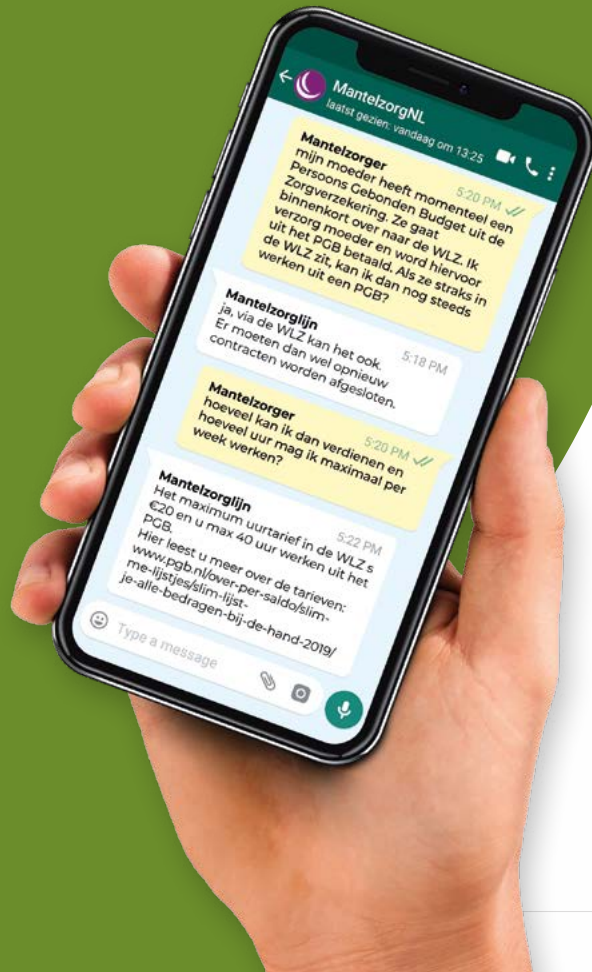 MantelzorgNL
laatst gezien: vandaag om 13:25
Mantelzorger
mijn moeder heeft momenteel een
Persoons Gebonden Budget uit de
Zorgverzekering. Ze gaat
binnenkort over naar de WLZ. Ik
verzorg moeder en word hiervoor
uit het PGB betaald. Als ze straks in
de WLZ zit, kan ik dan nog steeds
werken uit een PGB?
5:20 PM
Mantelzorglijn
ja, via de WLZ kan het ook.
Er moeten dan wel opnieuw
contracten worden afgesloten.
5:18 PM
Mantelzorger
hoeveel kan ik dan verdienen en
hoeveel uur mag ik maximaal per
week werken?
5:20 PM
Mantelzorglijn
Het maximum uurtarief in de WLZ s
€20 en u max 40 uur werken uit het
PGB.
Hier leest u meer over de tarieven:
www.pgb.nl/over-per-saldo/slim-
me-lijstjes/slim-lijst-
je-alle-bedragen-bij-de-hand-2019/
5:22 PM
Type a message